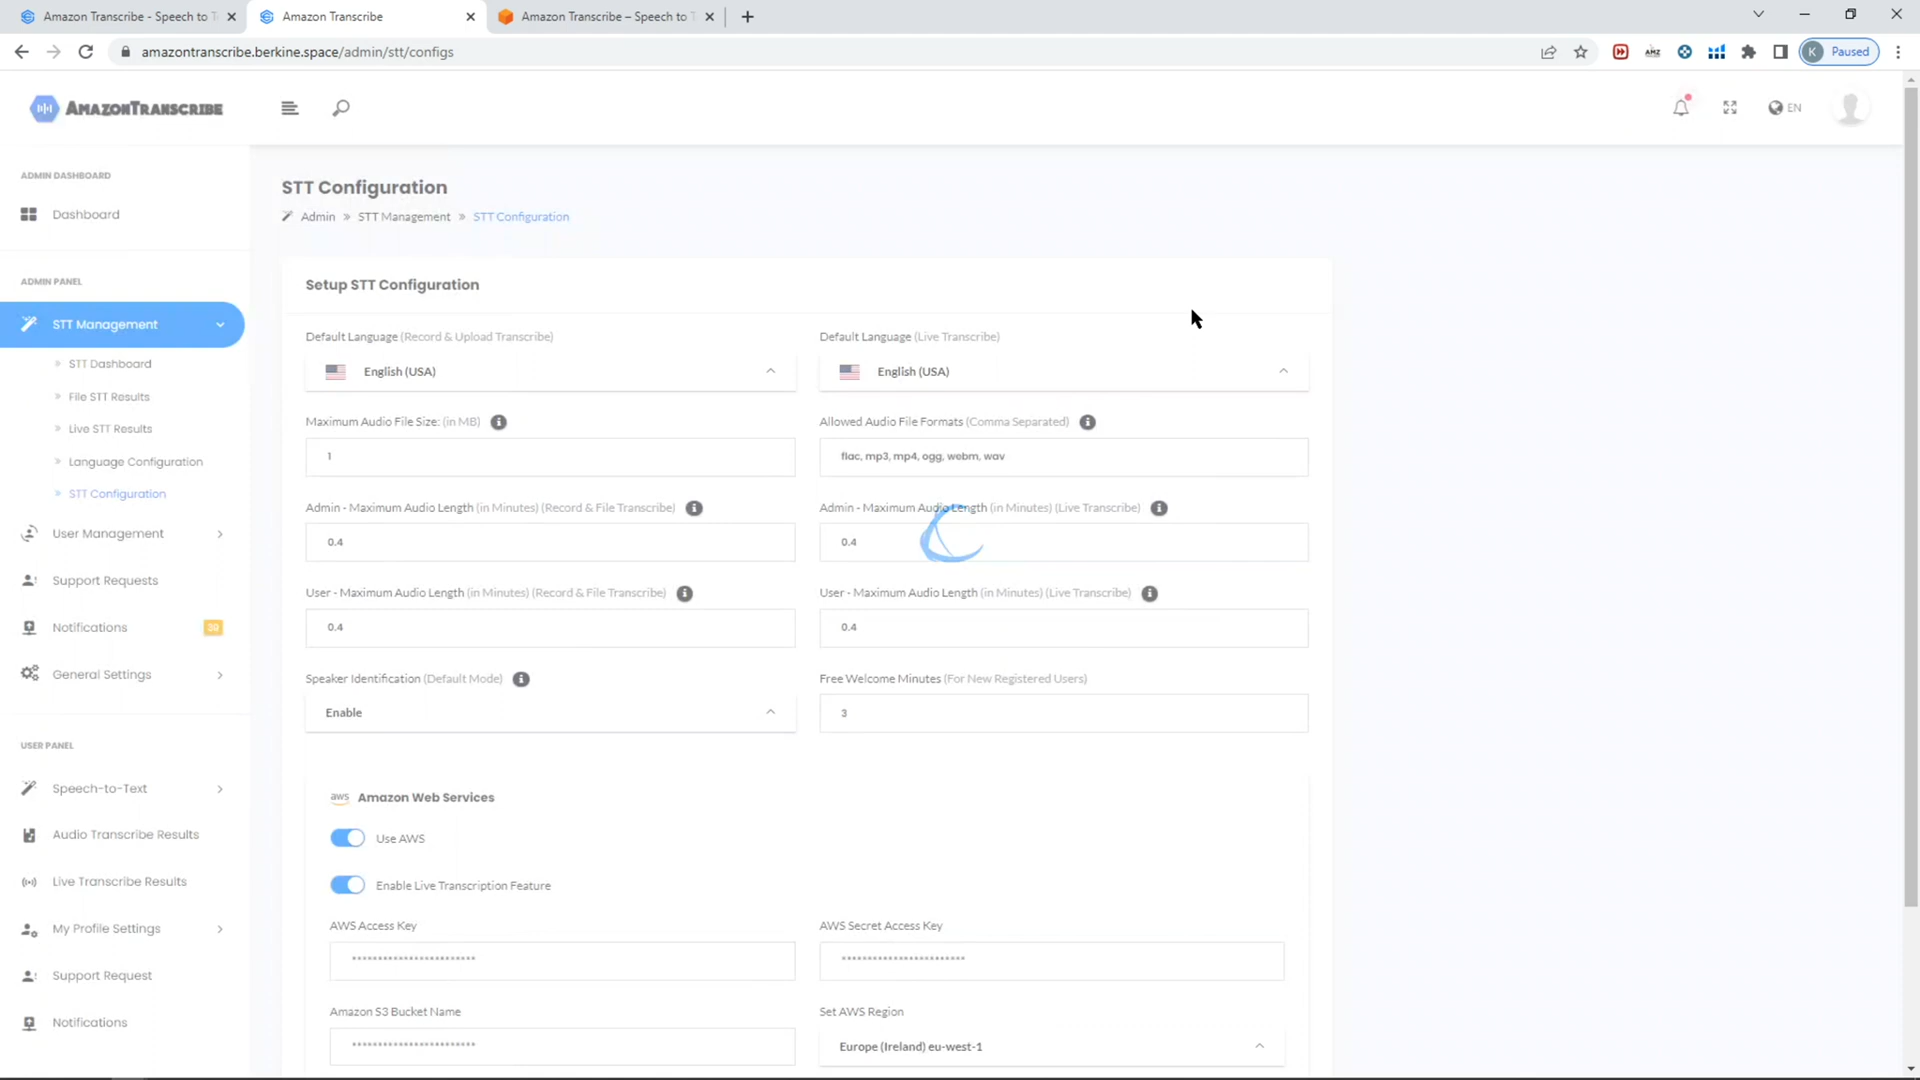 Amazon Transcribe - Speech to T
Amazon Transcribe
Amazon Transcribe – Speech to T
amazontranscribe.berkine.space/admin/stt/configs
AMZ
K
Paused
AMAZONTRANSCRIBE
EN
ADMIN DASHBOARD
Dashboard
ADMIN PANEL
STT Management
» STT Dashboard
» File STT Results
» Live STT Results
» Language Configuration
» STT Configuration
User Management
Support Requests
Notifications
39
General Settings
USER PANEL
Speech-to-Text
Audio Transcribe Results
Live Transcribe Results
My Profile Settings
Support Request
Notifications
STT Configuration
Admin » STT Management » STT Configuration
Setup STT Configuration
Default Language (Record & Upload Transcribe)
English (USA)
Default Language (Live Transcribe)
English (USA)
Maximum Audio File Size: (in MB)
1
Allowed Audio File Formats (Comma Separated)
flac, mp3, mp4, ogg, webm, wav
Admin - Maximum Audio Length (in Minutes) (Record & File Transcribe)
0.4
Admin - Maximum Audio Length (in Minutes) (Live Transcribe)
0.4
User - Maximum Audio Length (in Minutes) (Record & File Transcribe)
0.4
User - Maximum Audio Length (in Minutes) (Live Transcribe)
0.4
Speaker Identification (Default Mode)
Enable
Free Welcome Minutes (For New Registered Users)
3
aws
Amazon Web Services
Use AWS
Enable Live Transcription Feature
AWS Access Key
************************
AWS Secret Access Key
************************
Amazon S3 Bucket Name
************************
Set AWS Region
Europe (Ireland) eu-west-1